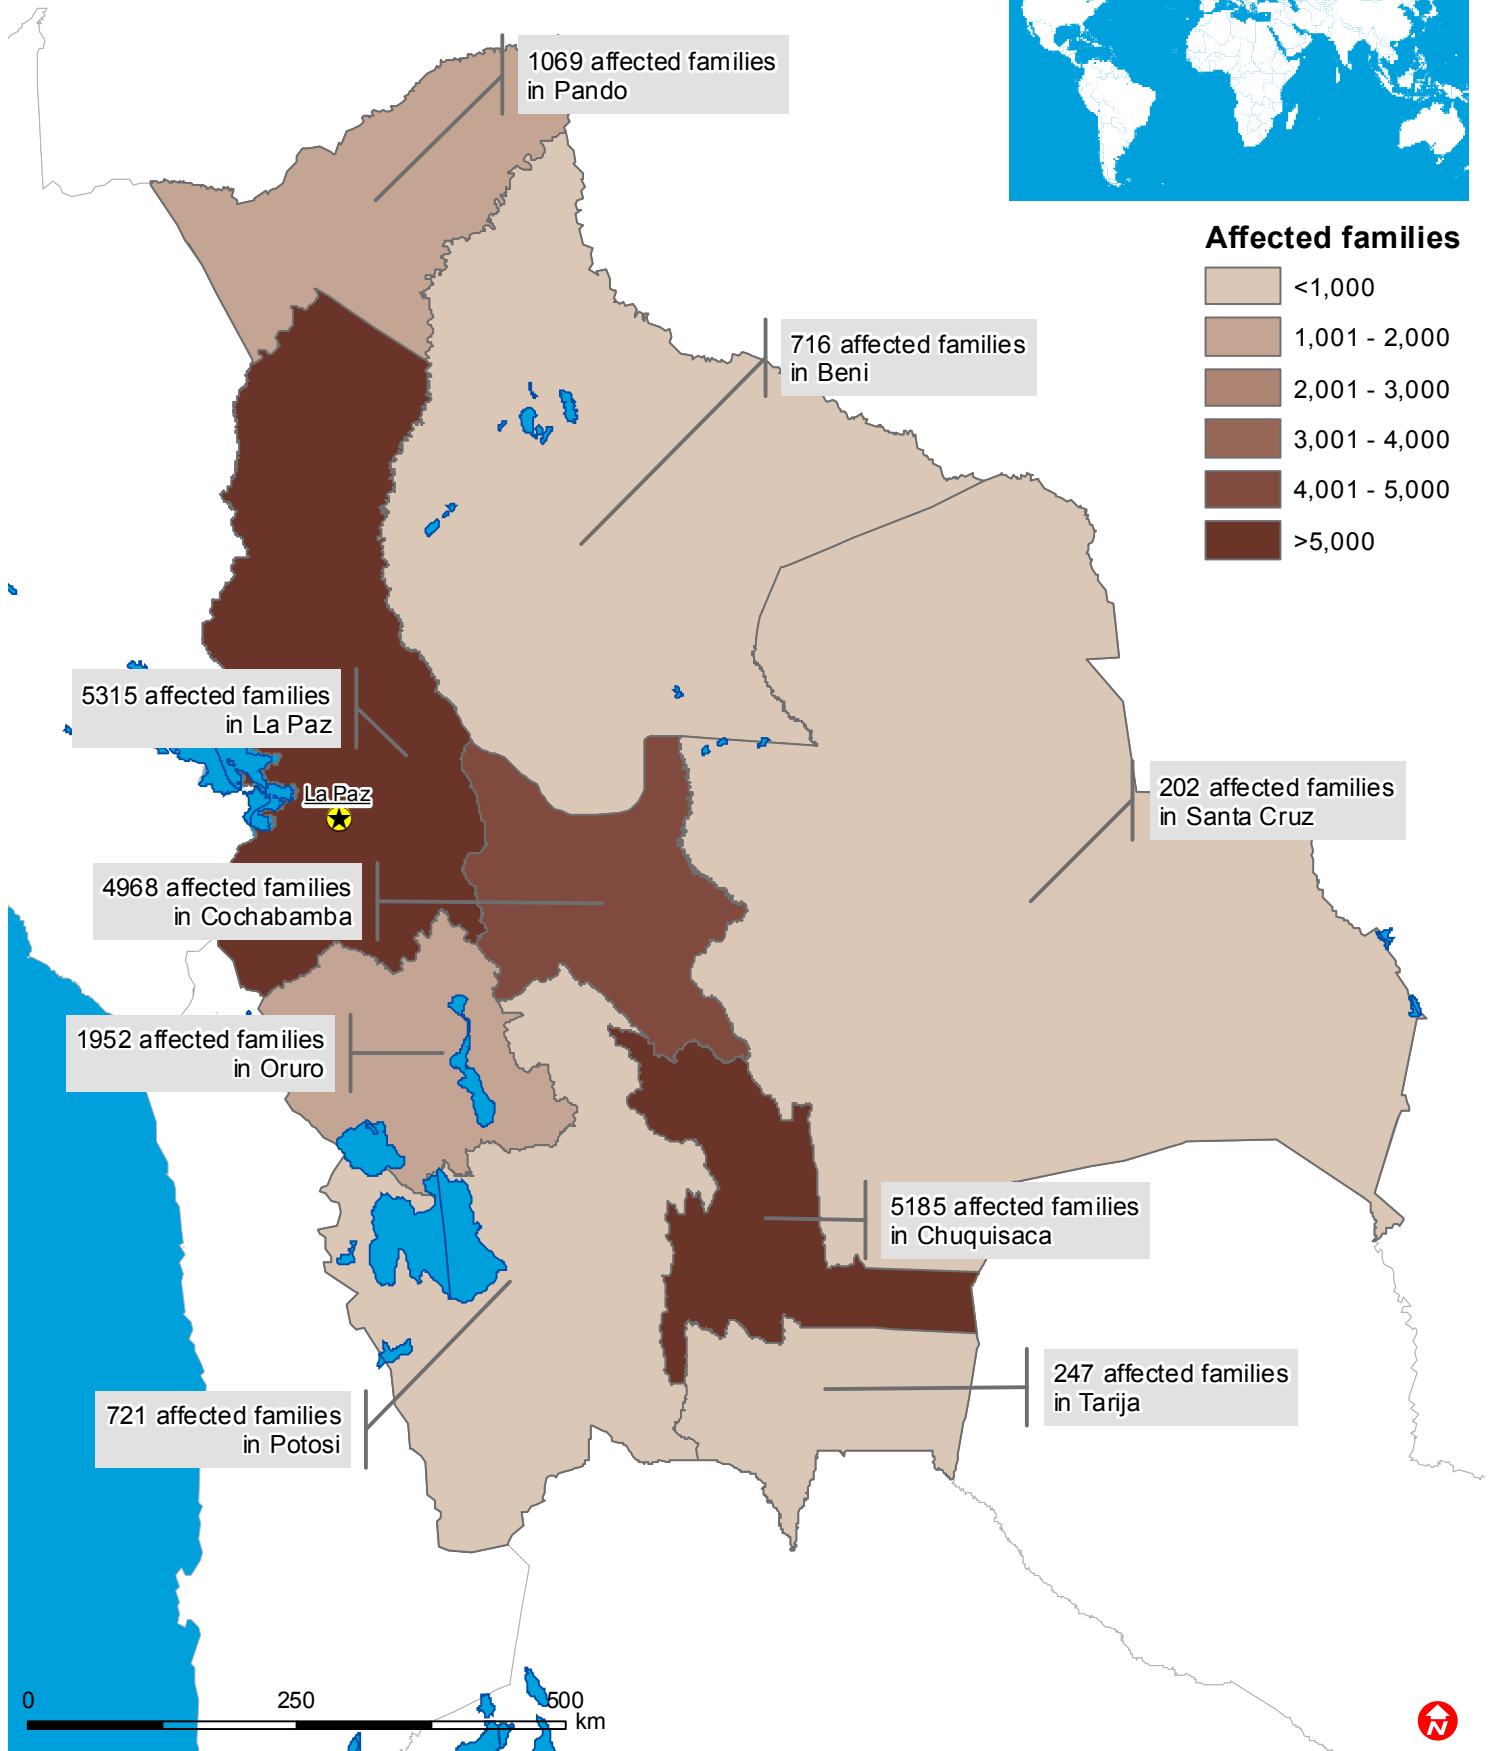 1069 affected families
in Pando
Affected families
<1,000
1,001 - 2,000
2,001 - 3,000
3,001 - 4,000
4,001 - 5,000
>5,000
716 affected families
in Beni
5315 affected families
in La Paz
La Paz
202 affected families
in Santa Cruz
4968 affected families
in Cochabamba
1952 affected families
in Oruro
5185 affected families
in Chuquisaca
247 affected families
in Tarija
721 affected families
in Potosi
0 250 500
km
N